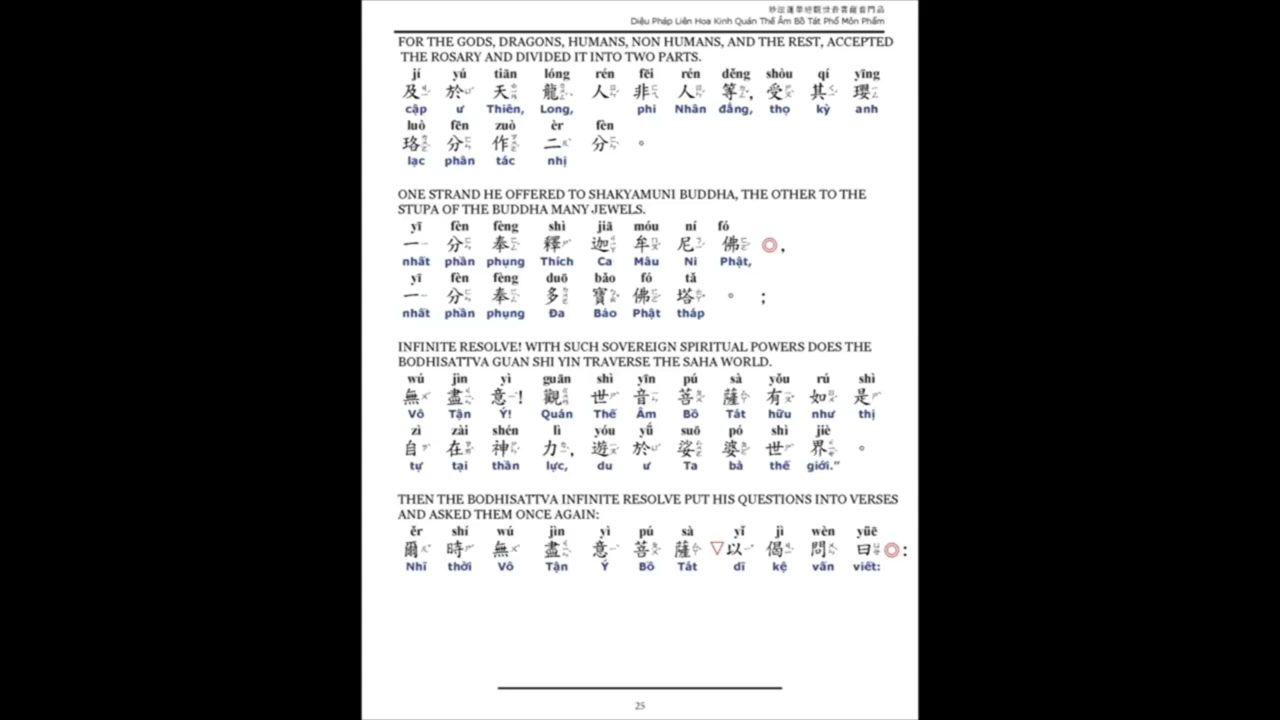 妙法蓮華經觀世音菩薩普門品
Diệu Pháp Liên Hoa Kinh Quán Thế Âm Bồ Tát Phổ Môn Phẩm
FOR THE GODS, DRAGONS, HUMANS, NON HUMANS, AND THE REST, ACCEPTED
THE ROSARY AND DIVIDED IT INTO TWO PARTS.
jí yú tiān lóng rén fēi rén děng shòu qí yīng
及 於 天 龍 人 非 人 等, 受 其 瓔
cập ư Thiên, Long, phi Nhân đẳng, thọ kỳ anh
luò fēn zuò èr fèn
珞 分 作 二 分 。
lạc phân tác nhị
ONE STRAND HE OFFERED TO SHAKYAMUNI BUDDHA, THE OTHER TO THE
STUPA OF THE BUDDHA MANY JEWELS.
yī fèn fèng shì jiā móu ní fó
一 分 奉 釋 迦 牟 尼 佛 ◎,
nhất phần phụng Thích Ca Mâu Ni Phật,
yī fèn fèng duō bǎo fó tǎ
一 分 奉 多 寶 佛 塔 。 ;
nhất phần phụng Đa Bảo Phật tháp
INFINITE RESOLVE! WITH SUCH SOVEREIGN SPIRITUAL POWERS DOES THE
BODHISATTVA GUAN SHI YIN TRAVERSE THE SAHA WORLD.
wú jìn yì guān shì yīn pú sà yǒu rú shì
無 盡 意! 觀 世 音 菩 薩 有 如 是
Vô Tận Ý! Quán Thế Âm Bồ Tát hữu như thị
zì zài shén lì yóu yǘ suō pó shì jiè
自 在 神 力, 遊 於 娑 婆 世 界 。
tự tại thần lực, du ư Ta bà thế giới.”
THEN THE BODHISATTVA INFINITE RESOLVE PUT HIS QUESTIONS INTO VERSES
AND ASKED THEM ONCE AGAIN:
ěr shí wú jìn yì pú sà yǐ jì wèn yüē
爾 時 無 盡 意 菩 薩 ▽以 偈 問 曰◎:
Nhĩ thời Vô Tận Ý Bồ Tát dĩ kệ vấn viết:
25